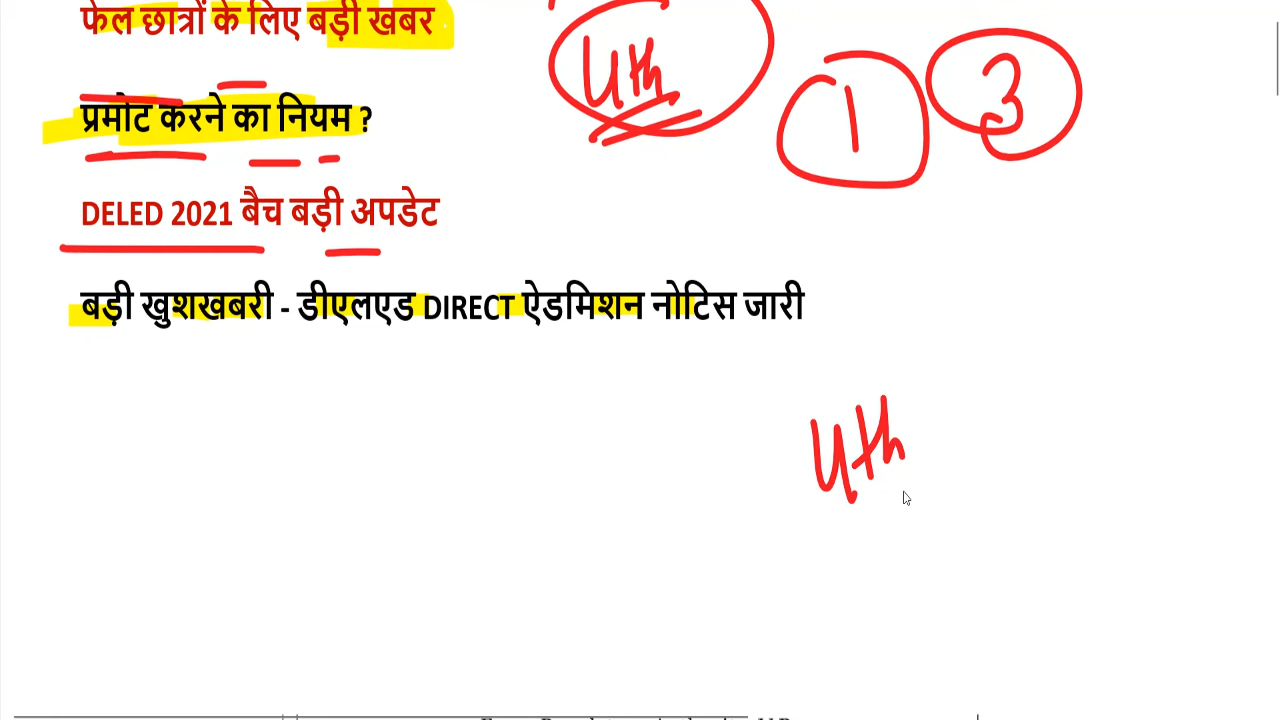 फेल छात्रों के लिए बड़ी खबर
4th
1
3
प्रमोट करने का नियम ?
DELED 2021 बैच बड़ी अपडेट
बड़ी खुशखबरी - डीएलएड DIRECT ऐडमिशन नोटिस जारी
4th